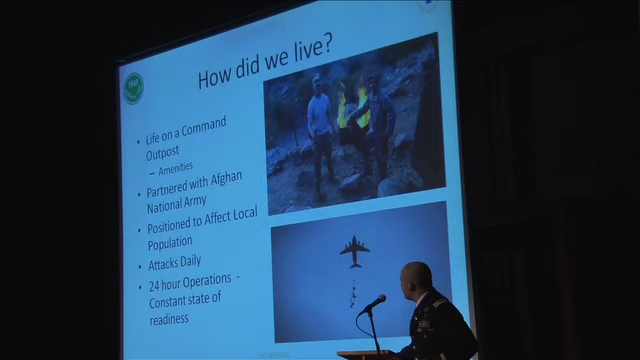 How did we live?
• Life on a Command
Outpost
– Amenities
• Partnered with Afghan
National Army
• Positioned to Affect Local
Population
• Attacks Daily
• 24 hour Operations -
Constant state of
readiness